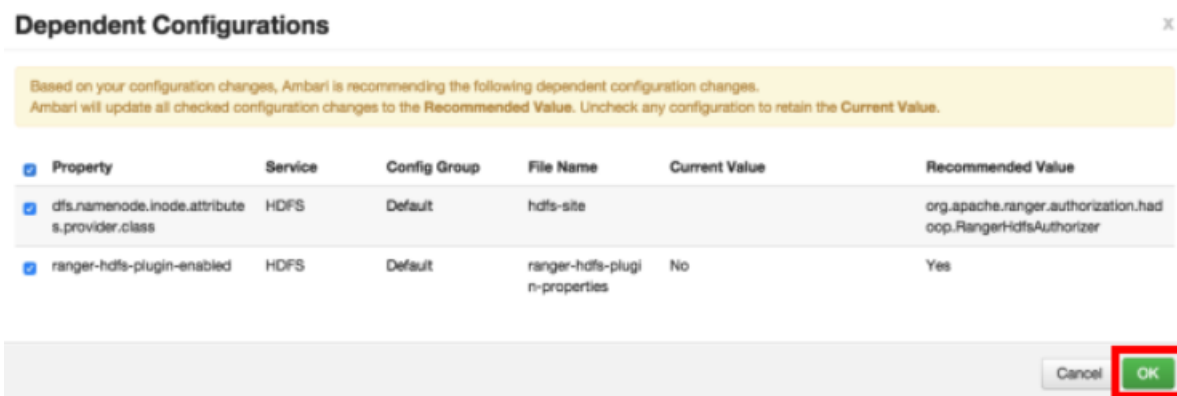 Dependent Configurations
X
Based on your configuration changes, Ambari is recommending the following dependent configuration changes.
Ambari will update all checked configuration changes to the Recommended Value. Uncheck any configuration to retain the Current Value.
Property Service Config Group File Name Current Value Recommended Value
dfs.namenode.inode.attribute HDFS Default hdfs-site org.apache.ranger.authorization.had
s.provider.class oop.RangerHdfsAuthorizer
ranger-hdfs-plugin-enabled HDFS Default ranger-hdfs-plugi No Yes
n-properties
Cancel OK